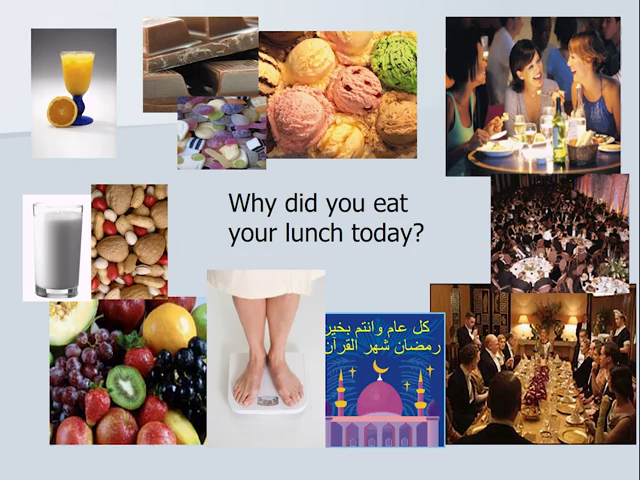 Why did you eat
your lunch today?
كل عام وانتم بخير
رمضان شهر القرآن